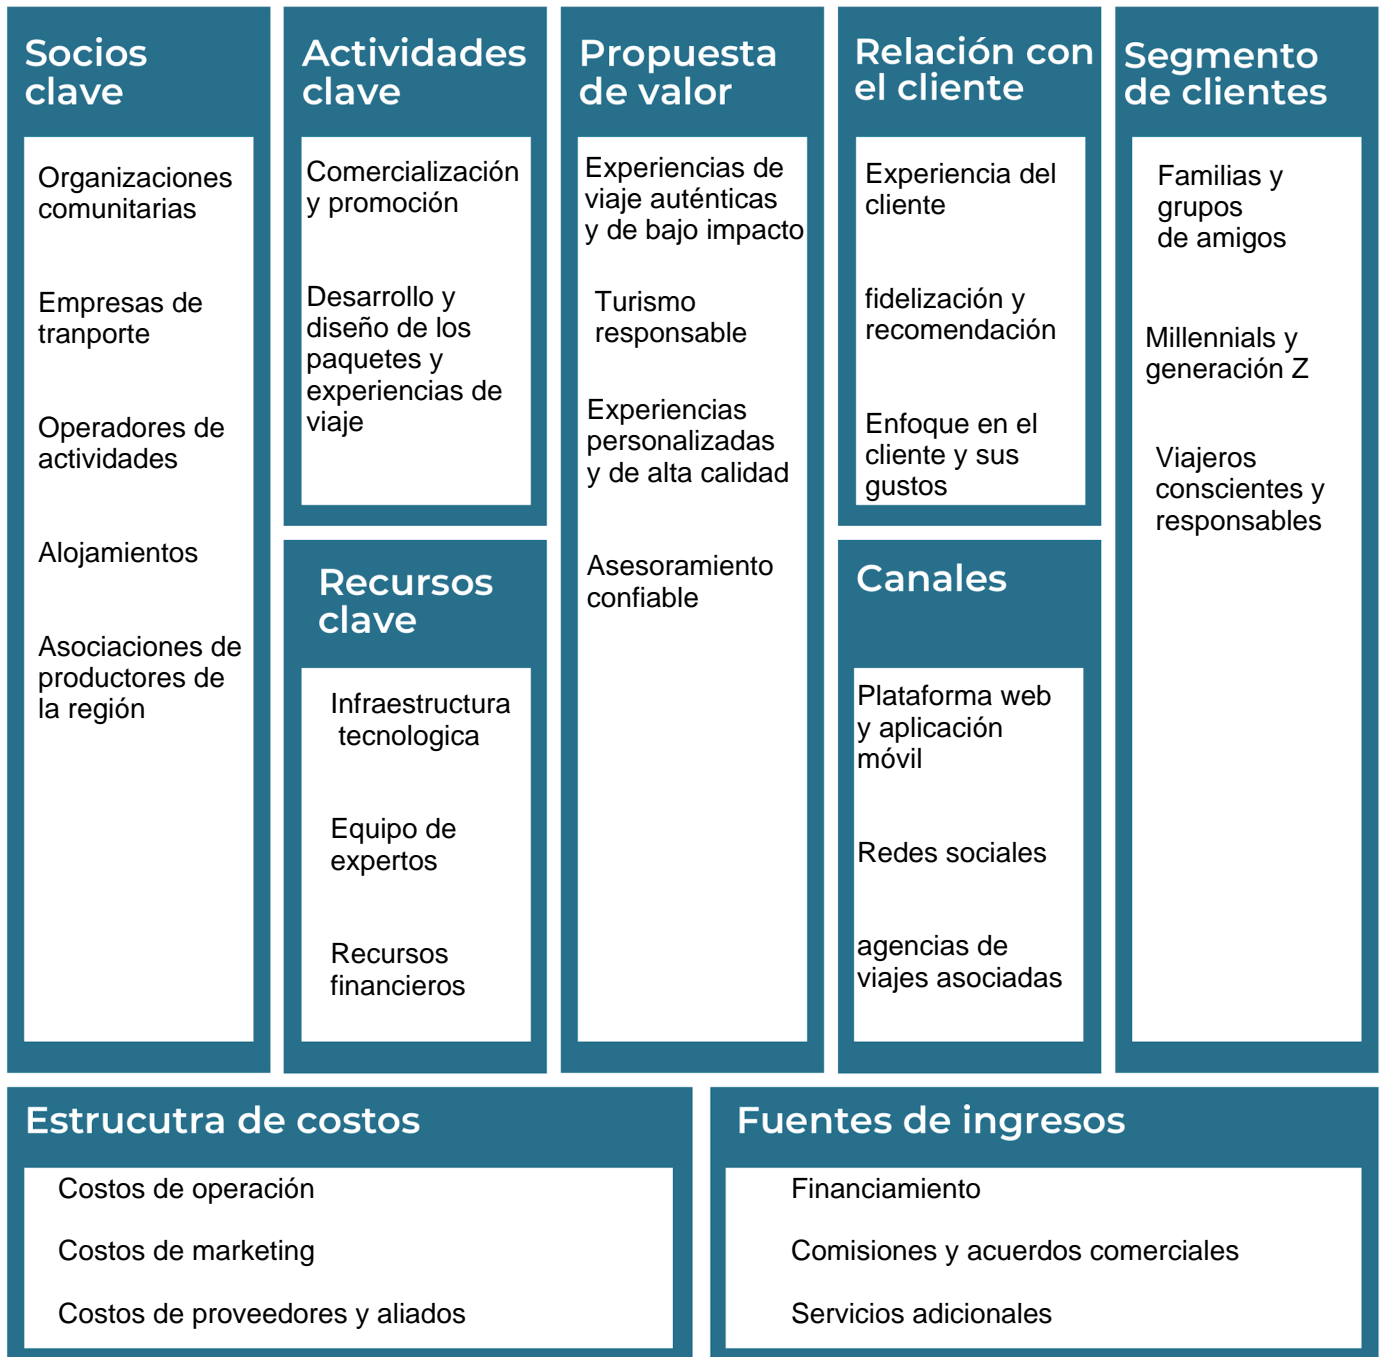 Socios
clave
Organizaciones
comunitarias
Empresas de
tranporte
Operadores de
actividades
Alojamientos
Asociaciones de
productores de
la región
Actividades
clave
Comercialización
y promoción
Desarrollo y
diseño de los
paquetes y
experiencias de
viaje
Recursos
clave
Infraestructura
tecnologica
Equipo de
expertos
Recursos
financieros
Propuesta
de valor
Experiencias de
viaje auténticas
y de bajo impacto
Turismo
responsable
Experiencias
personalizadas
y de alta calidad
Asesoramiento
confiable
Relación con
el cliente
Experiencia del
cliente
fidelización y
recomendación
Enfoque en el
cliente y sus
gustos
Canales
Plataforma web
y aplicación
móvil
Redes sociales
agencias de
viajes asociadas
Segmento
de clientes
Familias y
grupos
de amigos
Millennials y
generación Z
Viajeros
conscientes y
responsables
Estrucutra de costos
Costos de operación
Costos de marketing
Costos de proveedores y aliados
Fuentes de ingresos
Financiamiento
Comisiones y acuerdos comerciales
Servicios adicionales